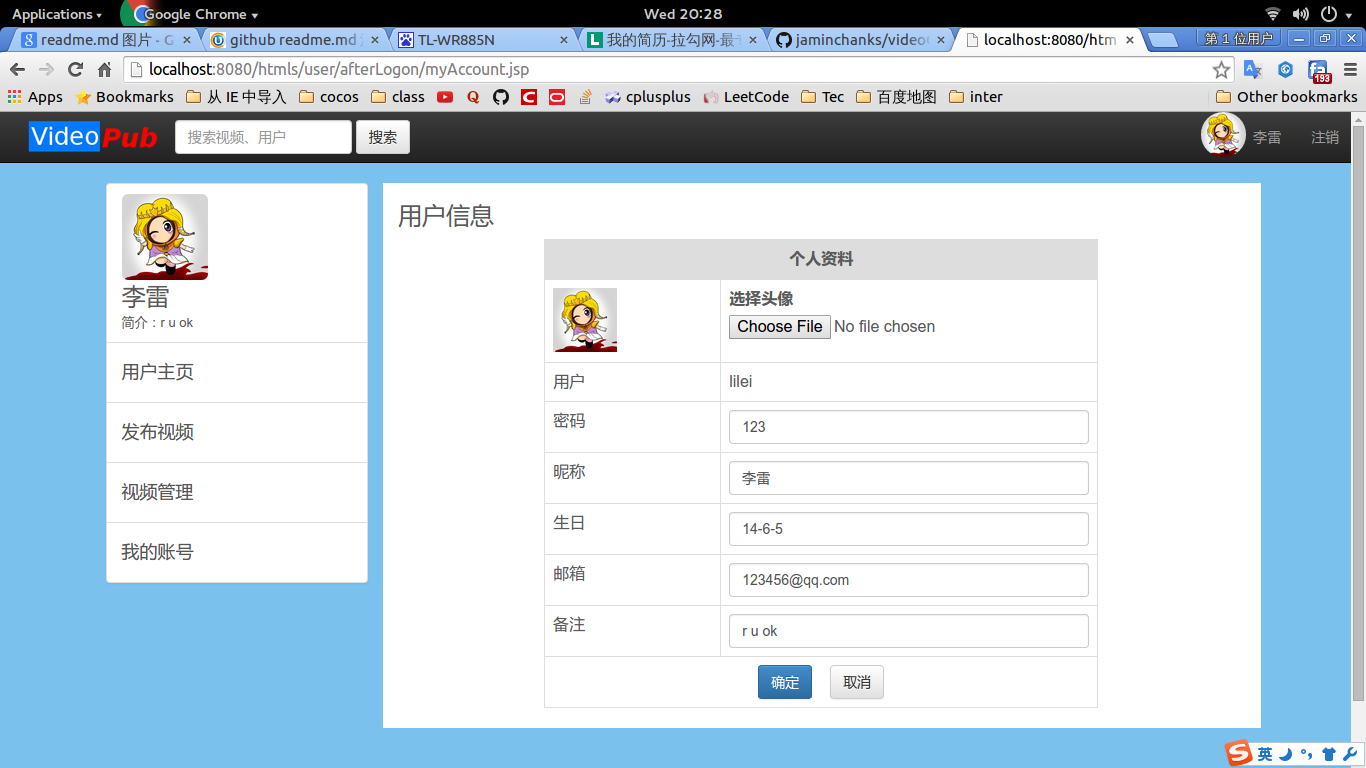 Applications Google Chrome Wed 20:28
readme.md 图片 - G github readme.md TL-WR885N 我的简历-拉勾网-最 jaminchanks/video localhost:8080/htm 第 1 位用户
localhost:8080/htmls/user/afterLogon/myAccount.jsp 193
Apps Bookmarks 从 IE 中导入 cocos class cplusplus LeetCode Tec 百度地图 inter Other bookmarks
VideoPub 搜索视频、用户 搜索 李雷 注销
李雷
简介：r u ok
用户主页
发布视频
视频管理
我的账号
用户信息
个人资料
选择头像
Choose File No file chosen
用户 lilei
密码 123
昵称 李雷
生日 14-6-5
邮箱 123456@qq.com
备注 r u ok
确定 取消
英